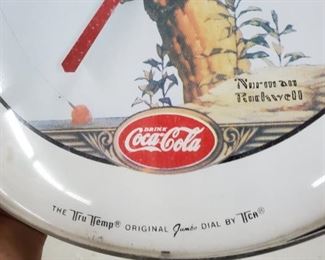 Norman
Rockwell
DRINK
Coca-Cola
THE Tru Temp® ORIGINAL Jumbo DIAL BY TCA®